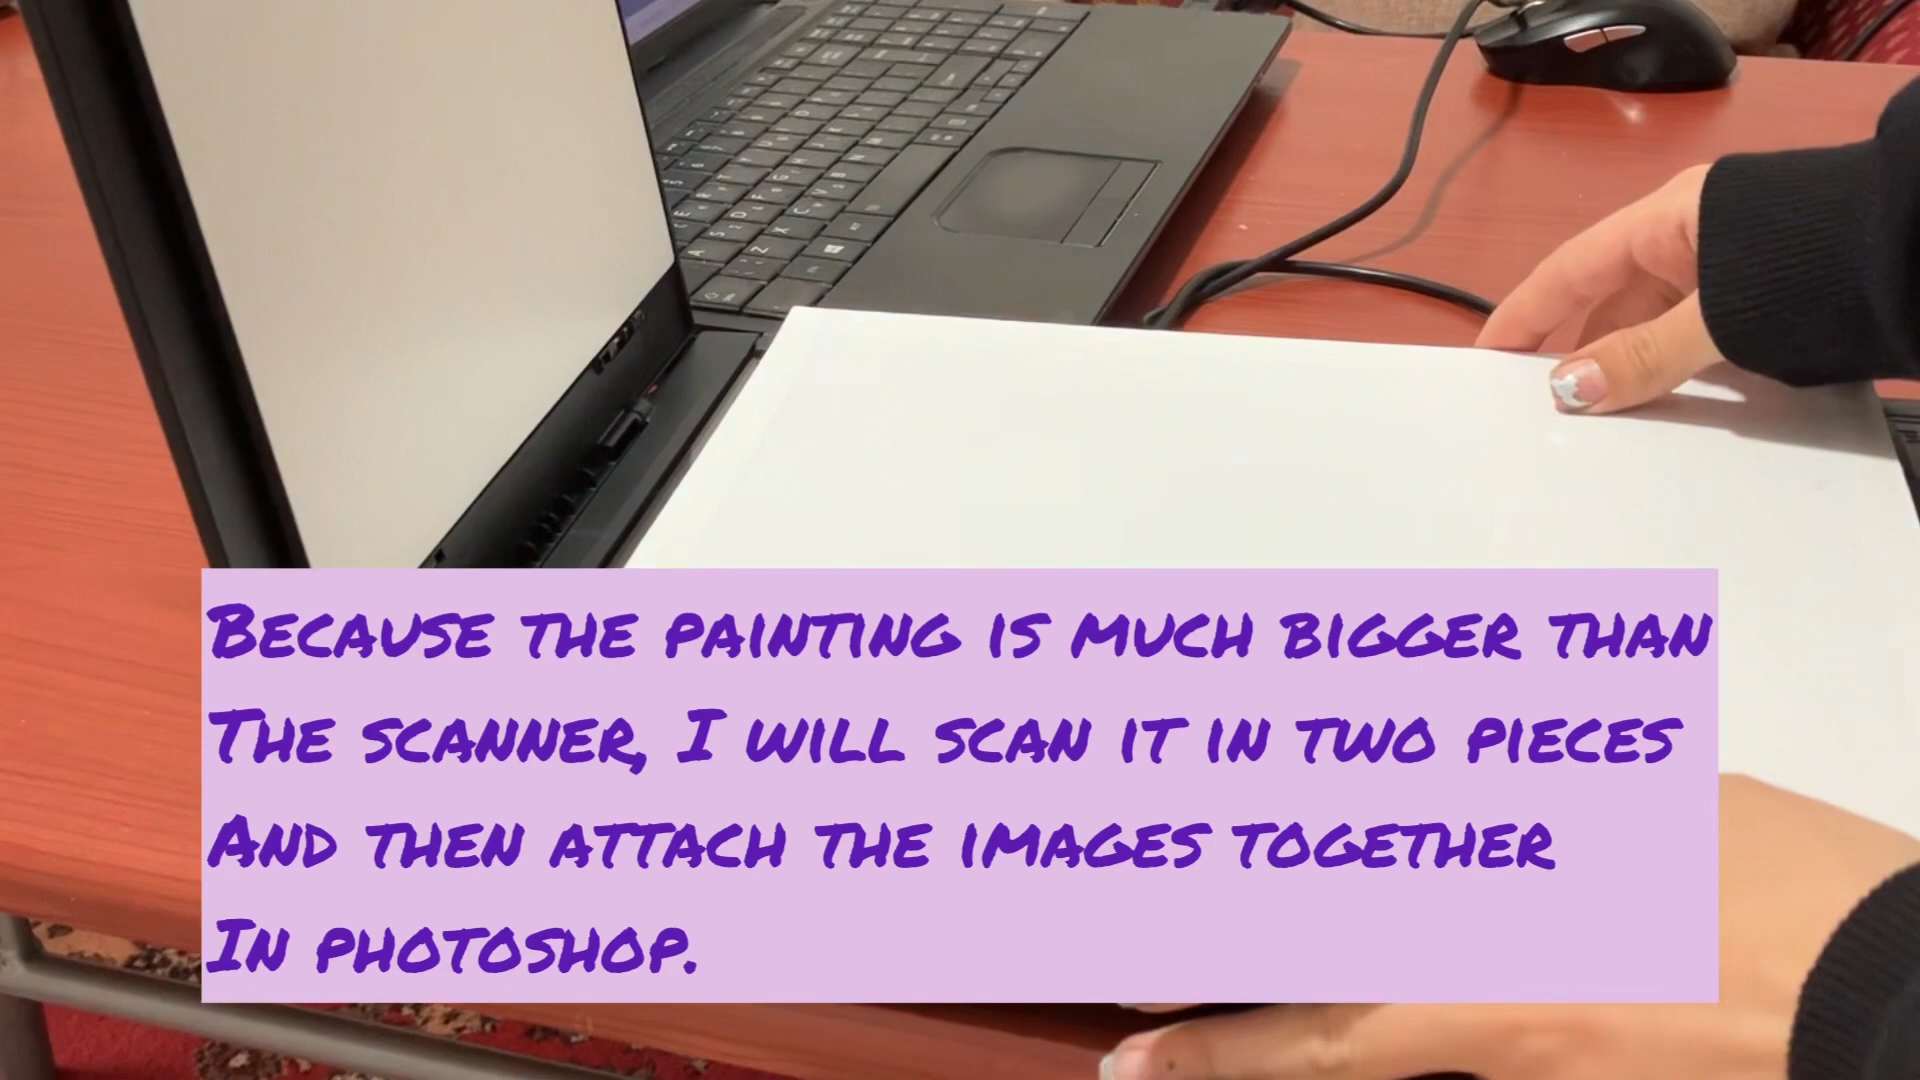 Because the painting is much bigger than
The scanner, I will scan it in two pieces
And then attach the images together
In photoshop.